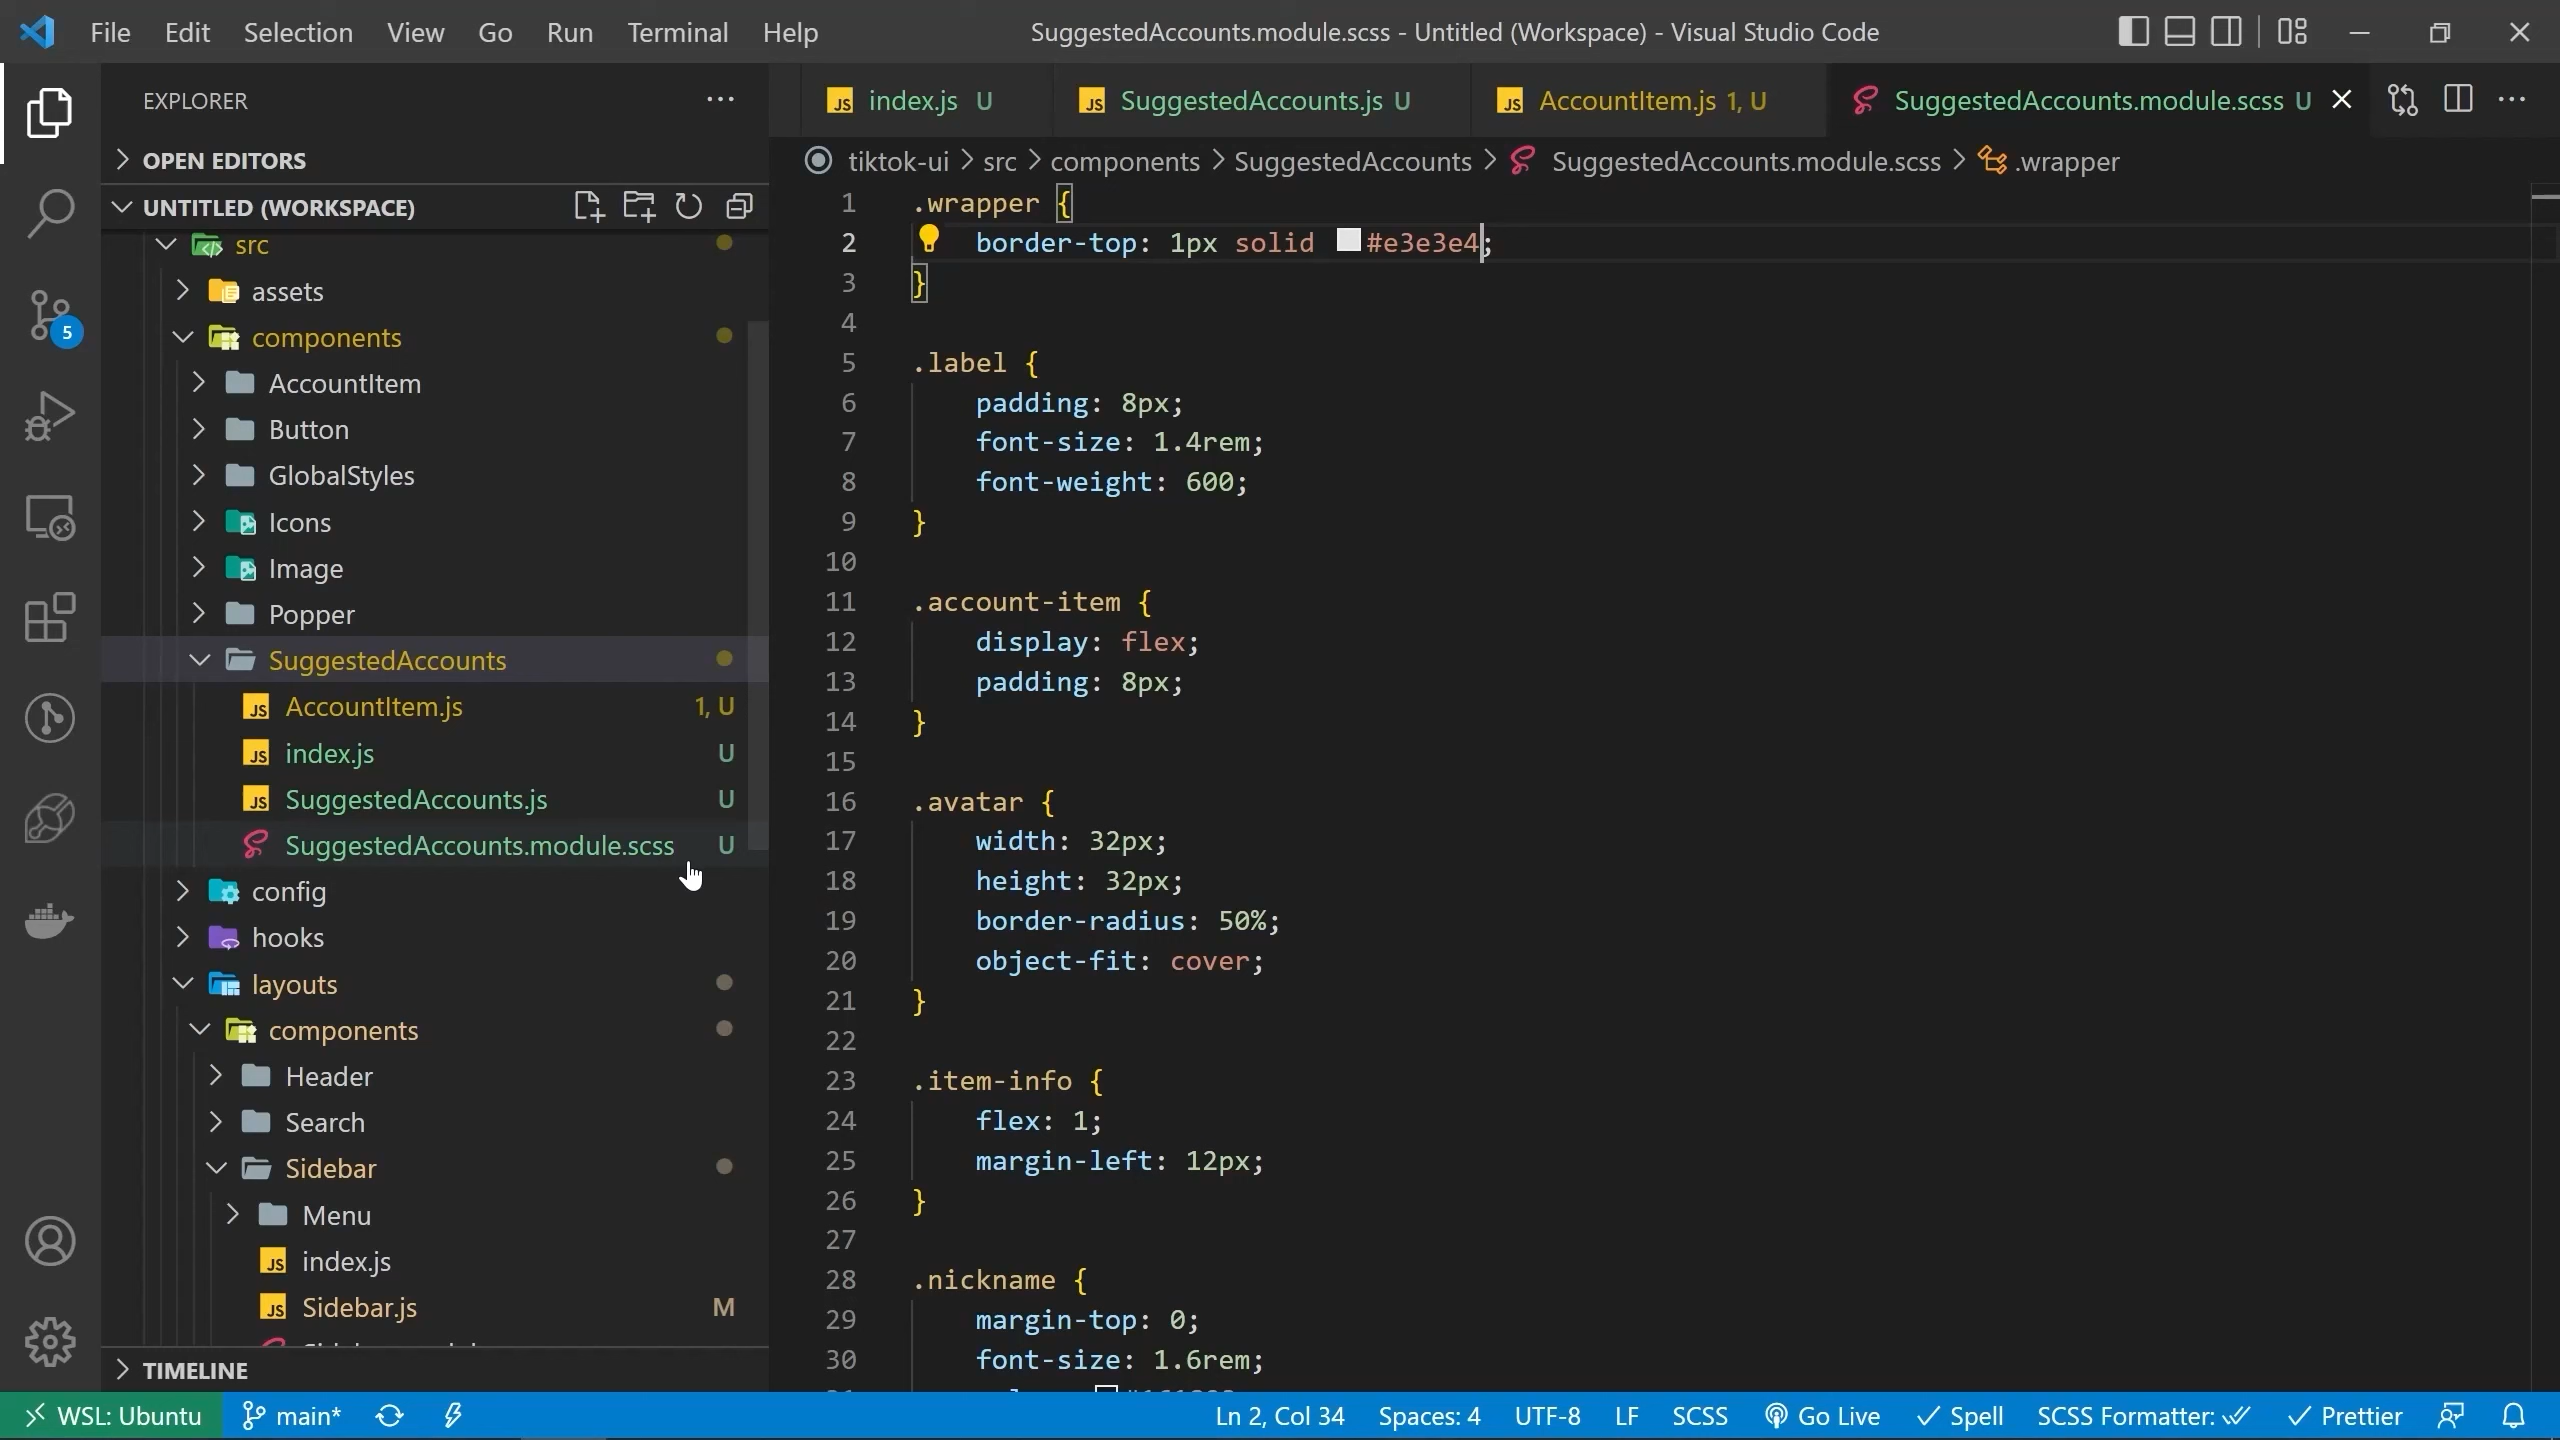 File Edit Selection View Go Run Terminal Help
SuggestedAccounts.module.scss - Untitled (Workspace) - Visual Studio Code
EXPLORER
OPEN EDITORS
UNTITLED (WORKSPACE)
src
assets
components
AccountItem
Button
GlobalStyles
Icons
Image
Popper
SuggestedAccounts
AccountItem.js 1, U
index.js U
SuggestedAccounts.js U
SuggestedAccounts.module.scss U
config
hooks
layouts
components
Header
Search
Sidebar
Menu
index.js
Sidebar.js M
TIMELINE
5
index.js U
SuggestedAccounts.js U
AccountItem.js 1, U
SuggestedAccounts.module.scss U
tiktok-ui > src > components > SuggestedAccounts > SuggestedAccounts.module.scss > .wrapper
1 .wrapper {
2 border-top: 1px solid #e3e3e4;
3 }
4
5 .label {
6 padding: 8px;
7 font-size: 1.4rem;
8 font-weight: 600;
9 }
10
11 .account-item {
12 display: flex;
13 padding: 8px;
14 }
15
16 .avatar {
17 width: 32px;
18 height: 32px;
19 border-radius: 50%;
20 object-fit: cover;
21 }
22
23 .item-info {
24 flex: 1;
25 margin-left: 12px;
26 }
27
28 .nickname {
29 margin-top: 0;
30 font-size: 1.6rem;
WSL: Ubuntu main* Ln 2, Col 34 Spaces: 4 UTF-8 LF SCSS Go Live Spell SCSS Formatter: Prettier